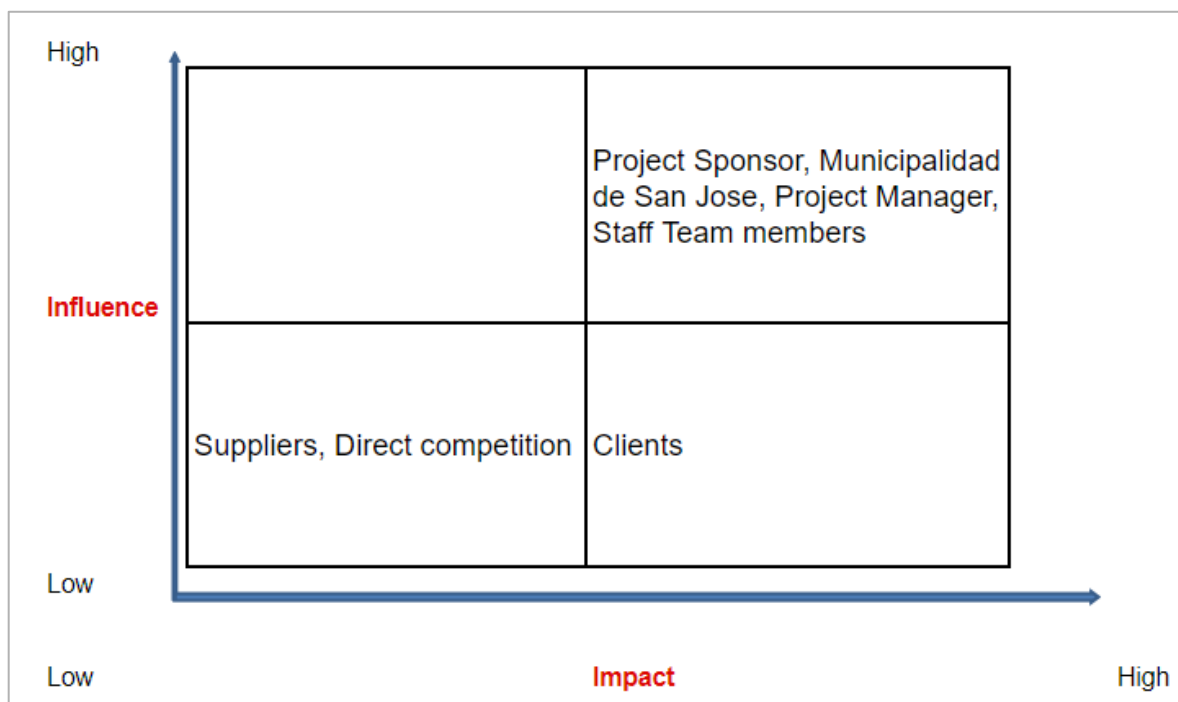 High
Project Sponsor, Municipalidad
de San Jose, Project Manager,
Staff Team members
Influence
Suppliers, Direct competition
Clients
Low
Low
Impact
High